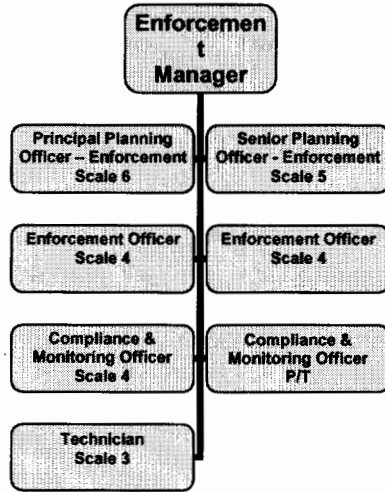 Enforcemen
t
Manager
Principal Planning
Officer – Enforcement
Scale 6
Senior Planning
Officer - Enforcement
Scale 5
Enforcement Officer
Scale 4
Enforcement Officer
Scale 4
Compliance &
Monitoring Officer
Scale 4
Compliance &
Monitoring Officer
P/T
Technician
Scale 3